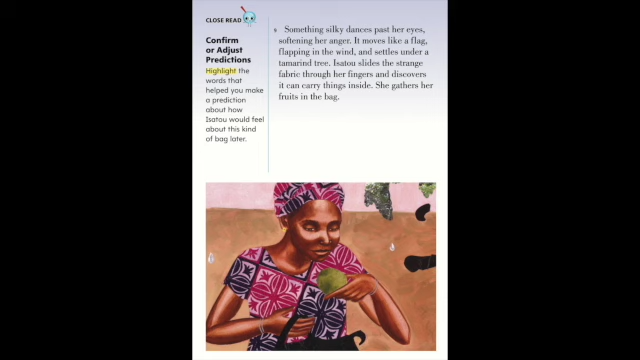 CLOSE READ
Confirm
or Adjust
Predictions
Highlight the
words that
helped you make
a prediction
about how
Isatou would feel
about this kind
of bag later.
9 Something silky dances past her eyes,
softening her anger. It moves like a flag,
flapping in the wind, and settles under a
tamarind tree. Isatou slides the strange
fabric through her fingers and discovers
it can carry things inside. She gathers her
fruits in the bag.